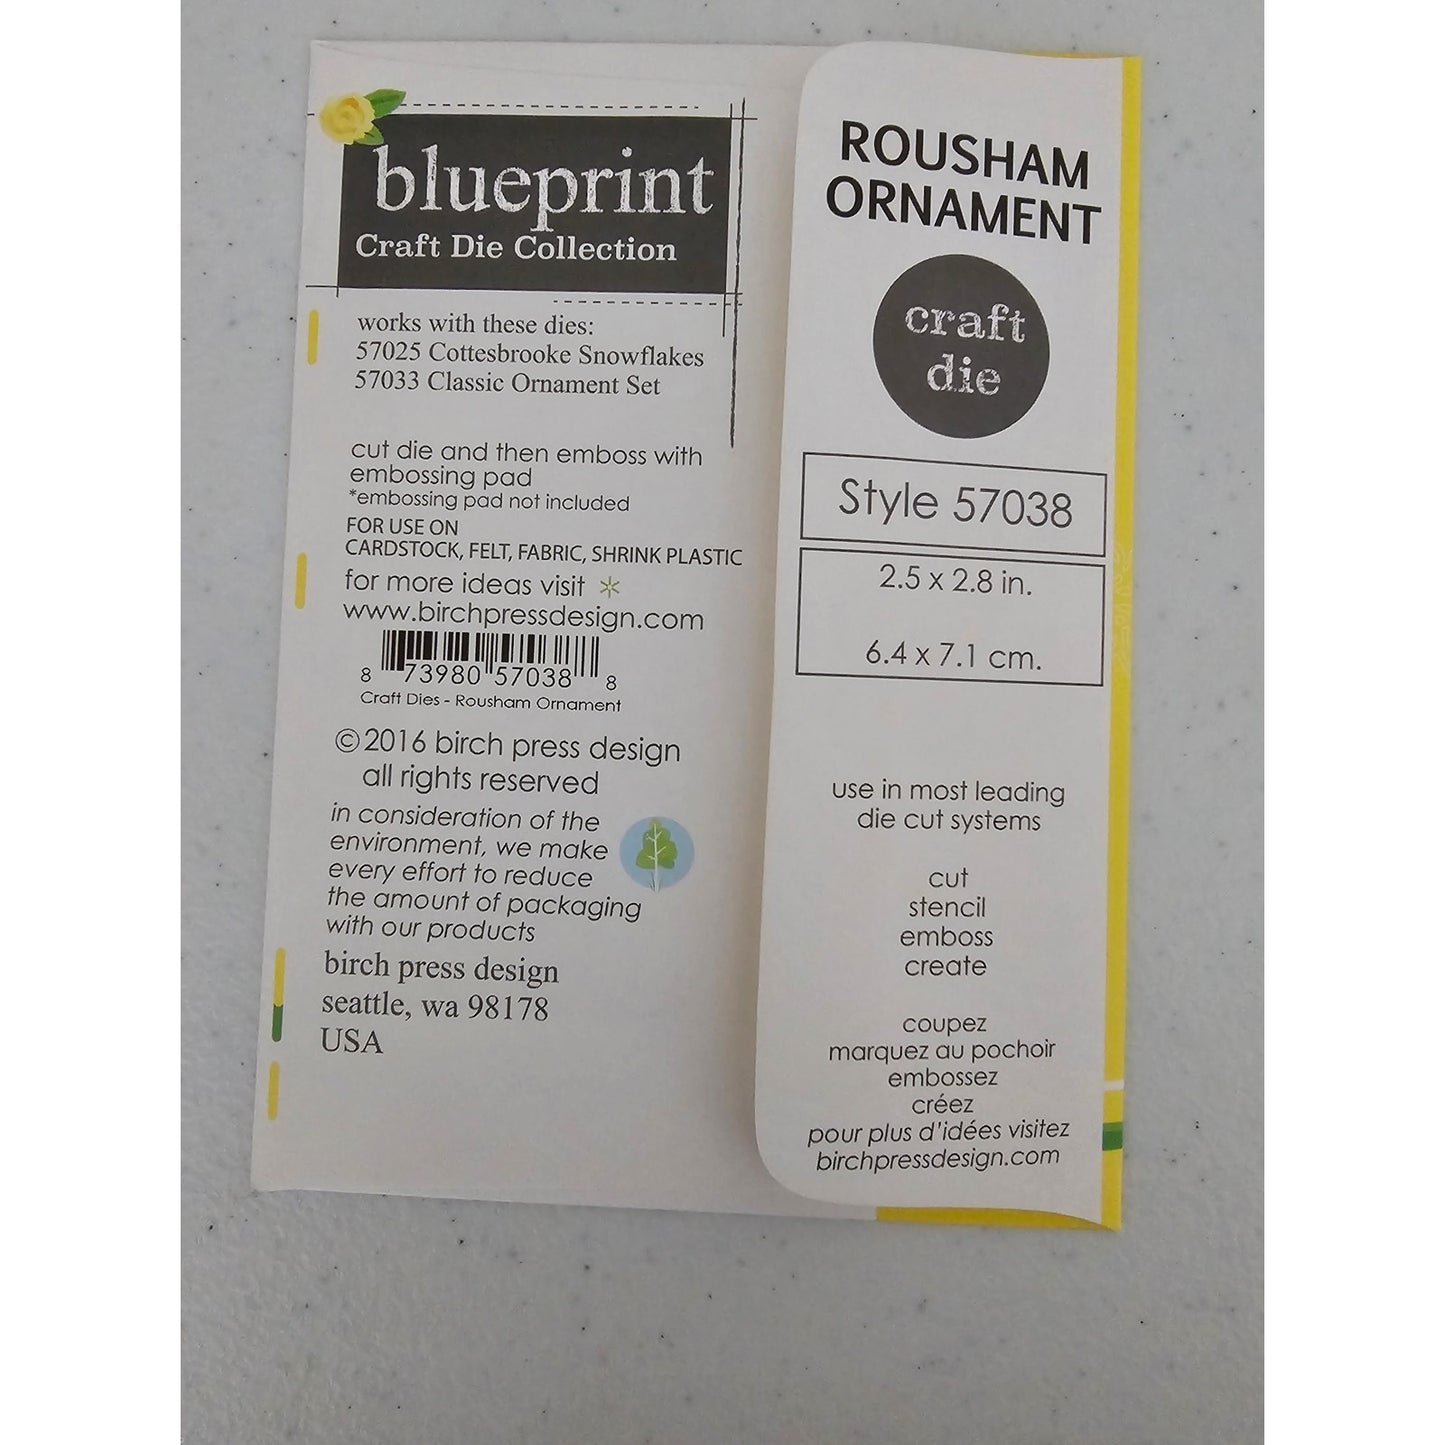 blueprint
Craft Die Collection
works with these dies:
57025 Cottesbrooke Snowflakes
57033 Classic Ornament Set
cut die and then emboss with
embossing pad
*embossing pad not included
FOR USE ON
CARDSTOCK, FELT, FABRIC, SHRINK PLASTIC
for more ideas visit
www.birchpressdesign.com
8 73980 57038 8
Craft Dies - Rousham Ornament
©2016 birch press design
all rights reserved
in consideration of the
environment, we make
every effort to reduce
the amount of packaging
with our products
birch press design
seattle, wa 98178
USA
ROUSHAM
ORNAMENT
craft
die
Style 57038
2.5 x 2.8 in.
6.4 x 7.1 cm.
use in most leading
die cut systems
cut
stencil
emboss
create
coupez
marquez au pochoir
embossez
créez
pour plus d'idées visitez
birchpressdesign.com